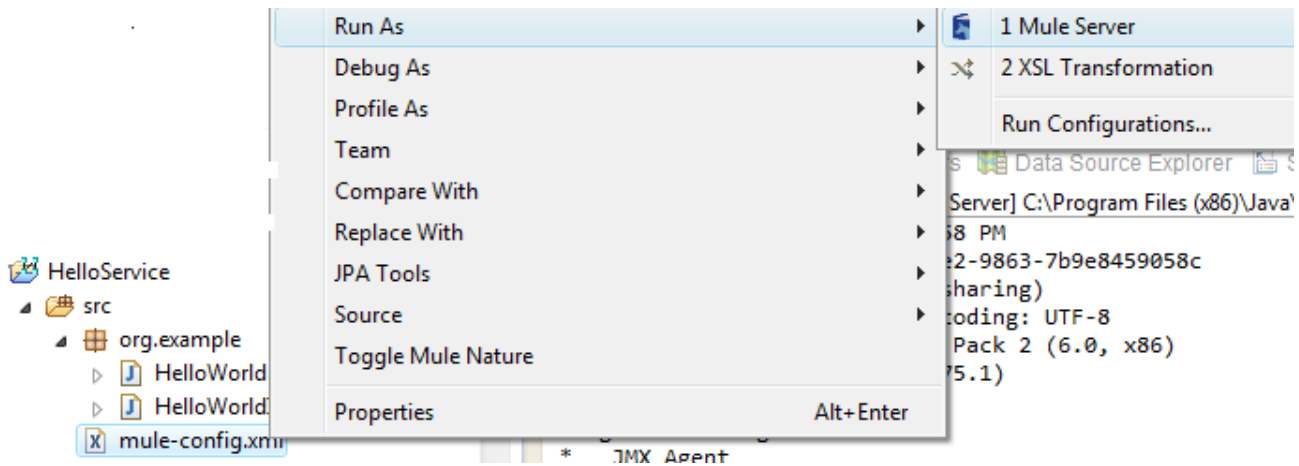 Run As
Debug As
Profile As
Team
Compare With
Replace With
JPA Tools
Source
Toggle Mule Nature
Properties Alt+Enter
1 Mule Server
2 XSL Transformation
Run Configurations...
Data Source Explorer
Server] C:\Program Files (x86)\Java\
58 PM
e2-9863-7b9e8459058c
sharing)
coding: UTF-8
Pack 2 (6.0, x86)
75.1)
* JMX Agent
HelloService
src
org.example
HelloWorld
HelloWorld
mule-config.xml